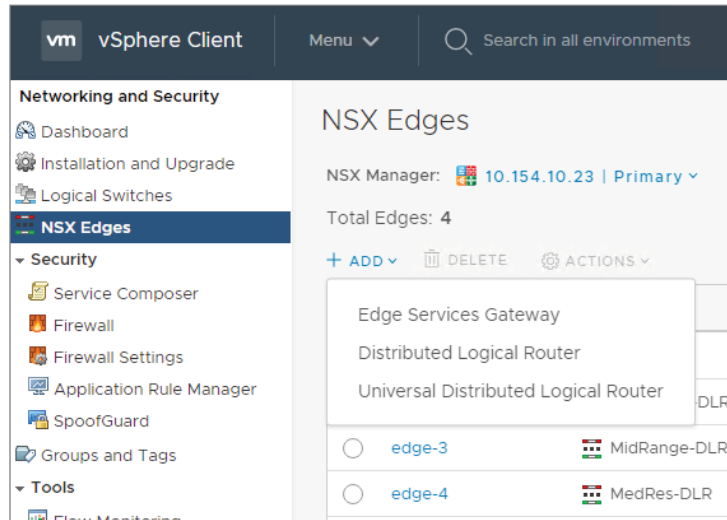 vm vSphere Client Menu Search in all environments
Networking and Security
Dashboard
Installation and Upgrade
Logical Switches
NSX Edges
Security
Service Composer
Firewall
Firewall Settings
Application Rule Manager
SpoofGuard
Groups and Tags
Tools
Flow Monitoring
NSX Edges
NSX Manager: 10.154.10.23 | Primary
Total Edges: 4
+ ADD DELETE ACTIONS
Edge Services Gateway
Distributed Logical Router
Universal Distributed Logical Router
-DLR
edge-3 MidRange-DLR
edge-4 MedRes-DLR